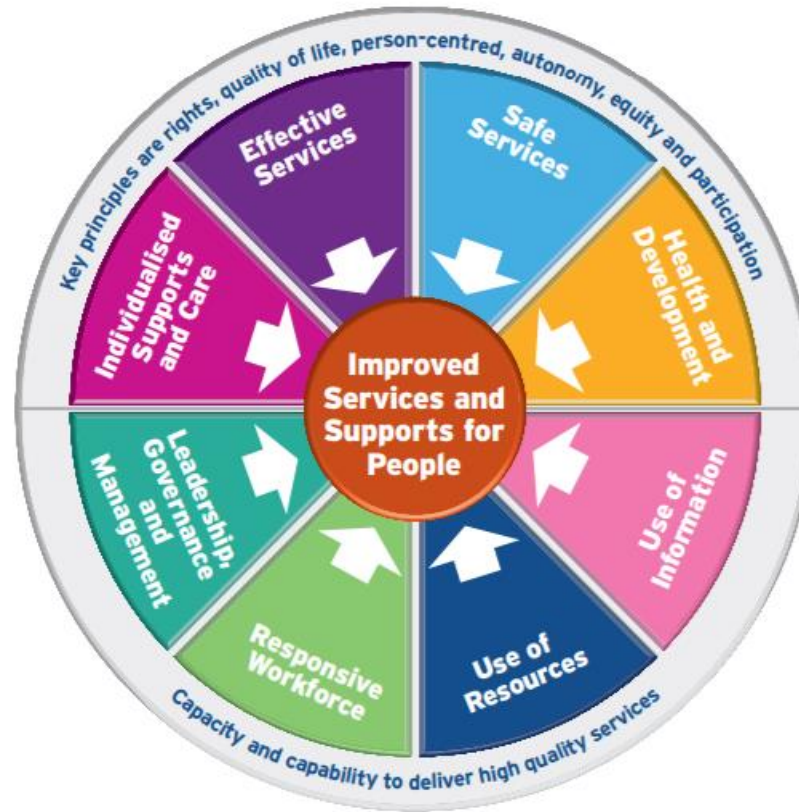 Key principles are rights, quality of life, person-centred, autonomy, equity and participation
Effective
Services
Safe
Services
Individualised
Supports
and Care
Health and
Development
Improved
Services and
Supports for
People
Leadership,
Governance
and
Management
Use of
Information
Responsive
Workforce
Use of
Resources
Capacity and capability to deliver high quality services